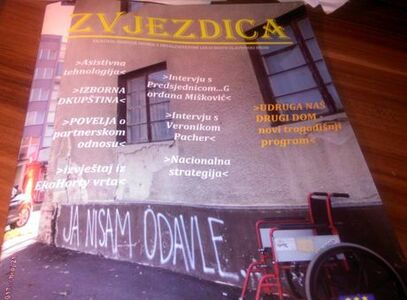 ZVJEZDICA
>Asistivna
tehnologija<
>IZBORNA
SKUPŠTINA<
>POVELJA o
partnerskom
odnosu<
>Izvještaj iz
vrta<
>Intervju s
Predsjednicom...G
ordana Mišković<
>Intervju s
Veronikom
Pacher<
>Nacionalna
strategija<
>UDRUGA NAŠ
DRUGI DOM
novi trogodišnji
program<
JA NISAM ODAVLE.